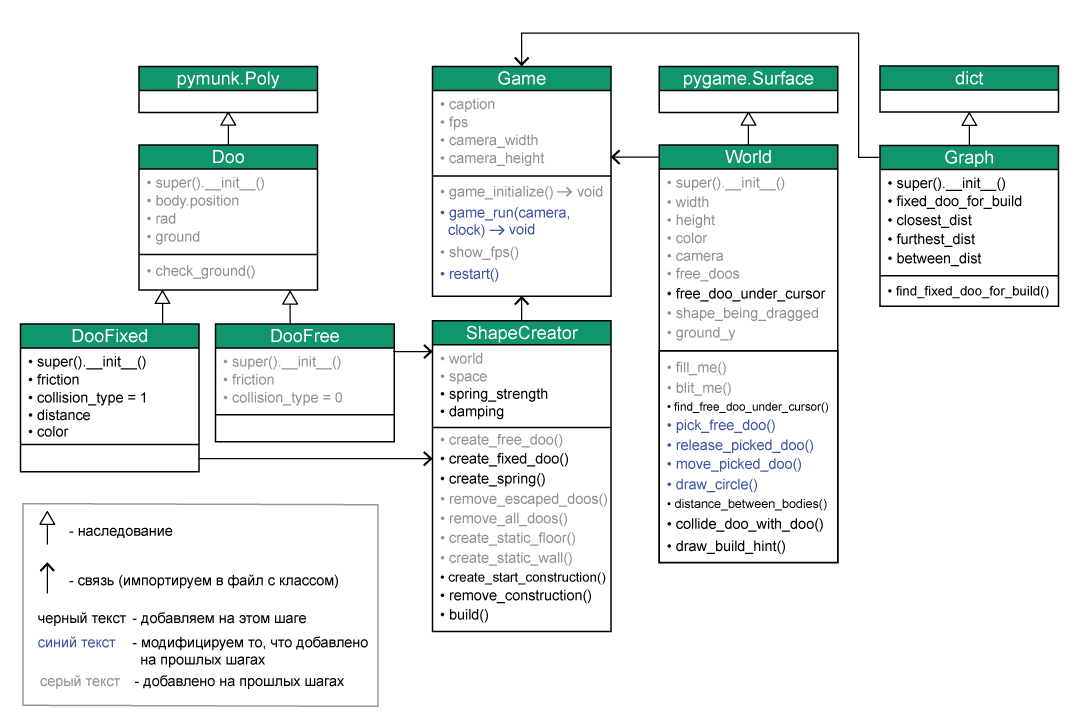 pymunk.Poly
Doo
• super().__init__()
• body.position
• rad
• ground
• check_ground()
DooFixed
• super().__init__()
• friction
• collision_type = 1
• distance
• color
DooFree
• super().__init__()
• friction
• collision_type = 0
Game
• caption
• fps
• camera_width
• camera_height
• game_initialize() → void
• game_run(camera,
clock) → void
• show_fps()
• restart()
ShapeCreator
• world
• space
• spring_strength
• damping
• create_free_doo()
• create_fixed_doo()
• create_spring()
• remove_escaped_doos()
• remove_all_doos()
• create_static_floor()
• create_static_wall()
• create_start_construction()
• remove_construction()
• build()
pygame.Surface
World
• super().__init__()
• width
• height
• color
• camera
• free_doos
• free_doo_under_cursor
• shape_being_dragged
• ground_y
• fill_me()
• blit_me()
• find_free_doo_under_cursor()
• pick_free_doo()
• release_picked_doo()
• move_picked_doo()
• draw_circle()
• distance_between_bodies()
• collide_doo_with_doo()
• draw_build_hint()
dict
Graph
• super().__init__()
• fixed_doo_for_build
• closest_dist
• furthest_dist
• between_dist
• find_fixed_doo_for_build()
- наследование
- связь (импортируем в файл с классом)
черный текст - добавляем на этом шаге
синий текст - модифицируем то, что добавлено
на прошлых шагах
серый текст - добавлено на прошлых шагах